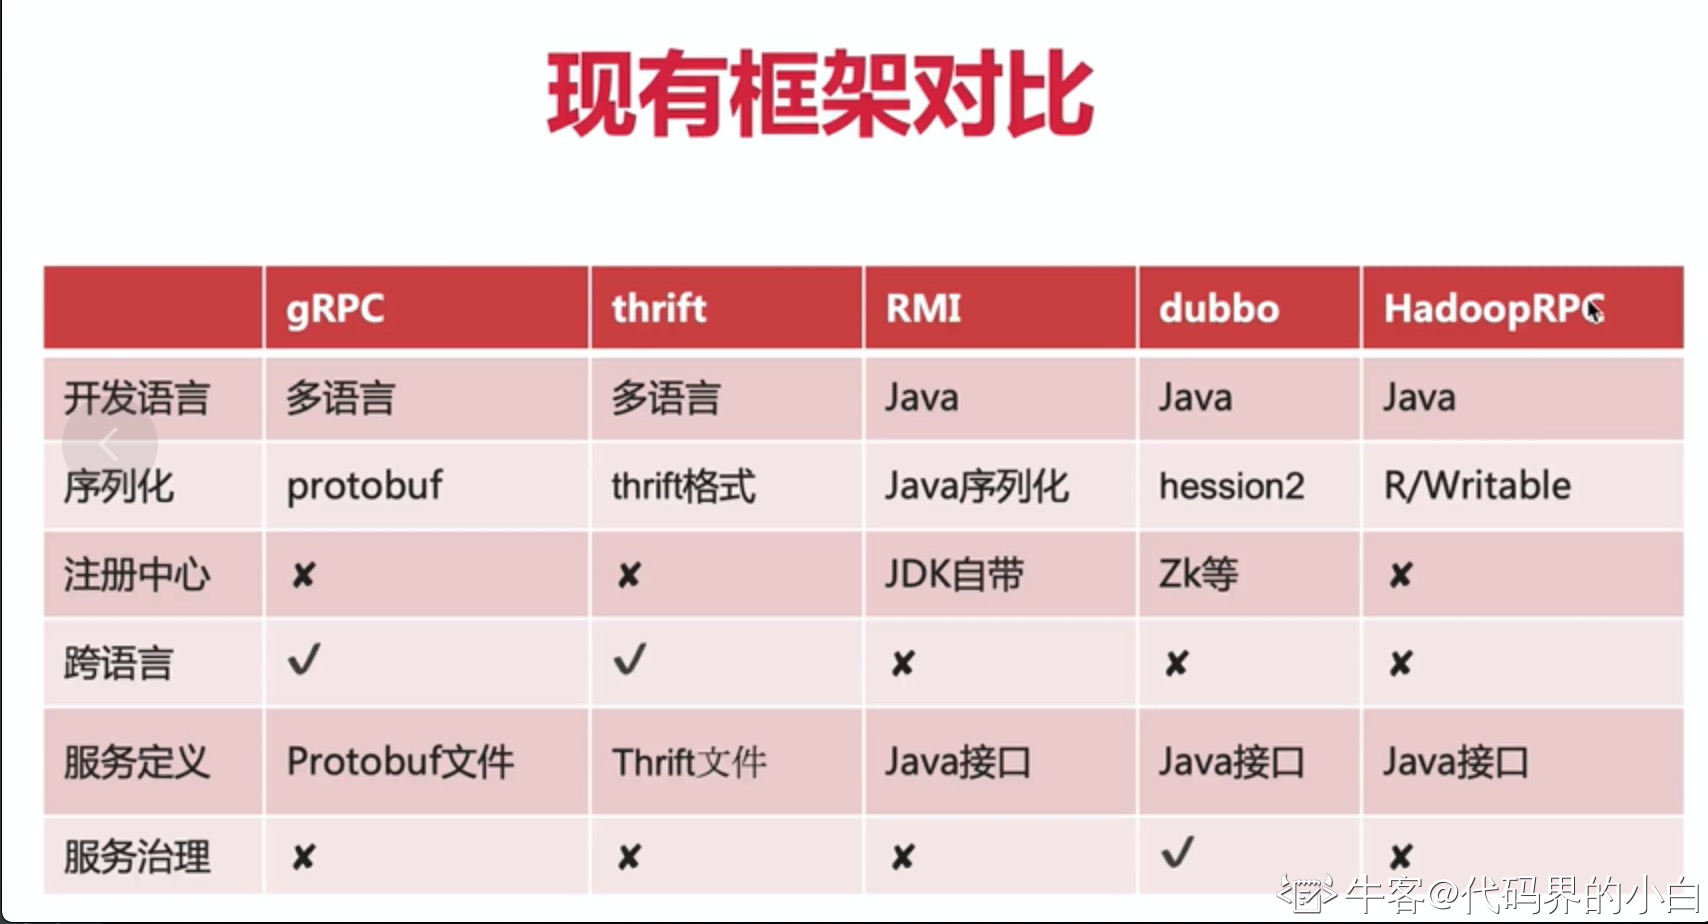 现有框架对比
gRPC thrift RMI dubbo HadoopRPC
开发语言 多语言 多语言 Java Java Java
序列化 protobuf thrift格式 Java序列化 hession2 R/Writable
注册中心 ✘ ✘ JDK自带 Zk等 ✘
跨语言 ✓ ✓ ✘ ✘ ✘
服务定义 Protobuf文件 Thrift文件 Java接口 Java接口 Java接口
服务治理 ✘ ✘ ✘ ✓ ✘
牛客@代码界的小白